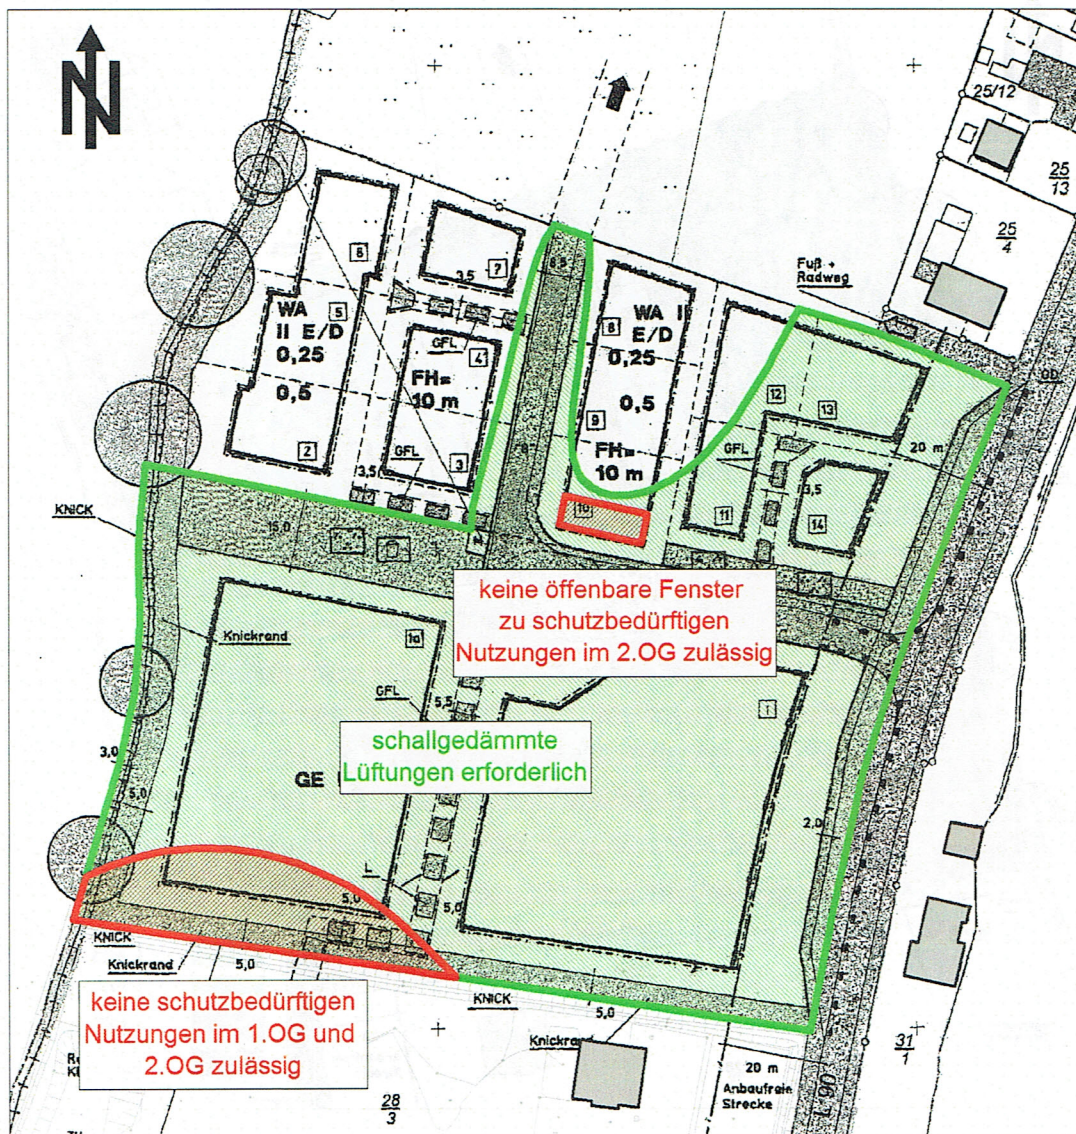 N
25/12
25
13
25
4
Fuß +
Radweg
OD
6
7
3,5
6,5
WA
II E/D
0,25
0,5
5
GFL
4
FH=
10 m
WA II
E/D
0,25
0,5
8
9
FH=
10 m
12
13
20 m
GFL
3,5
11
14
2
3,5
GFL
3
10
KNICK
15,0
keine öffenbare Fenster
zu schutzbedürftigen
Nutzungen im 2.OG zulässig
Knickrand
1a
GFL
5,5
1
schallgedämmte
Lüftungen erforderlich
GE
3,0
5,0
2,0
L
5,0
5,0
KNICK
Knickrand
5,0
KNICK
5,0
Knickrand
keine schutzbedürftigen
Nutzungen im 1.OG und
2.OG zulässig
20 m
Anbaufreie
Strecke
L 90
31
1
28
3